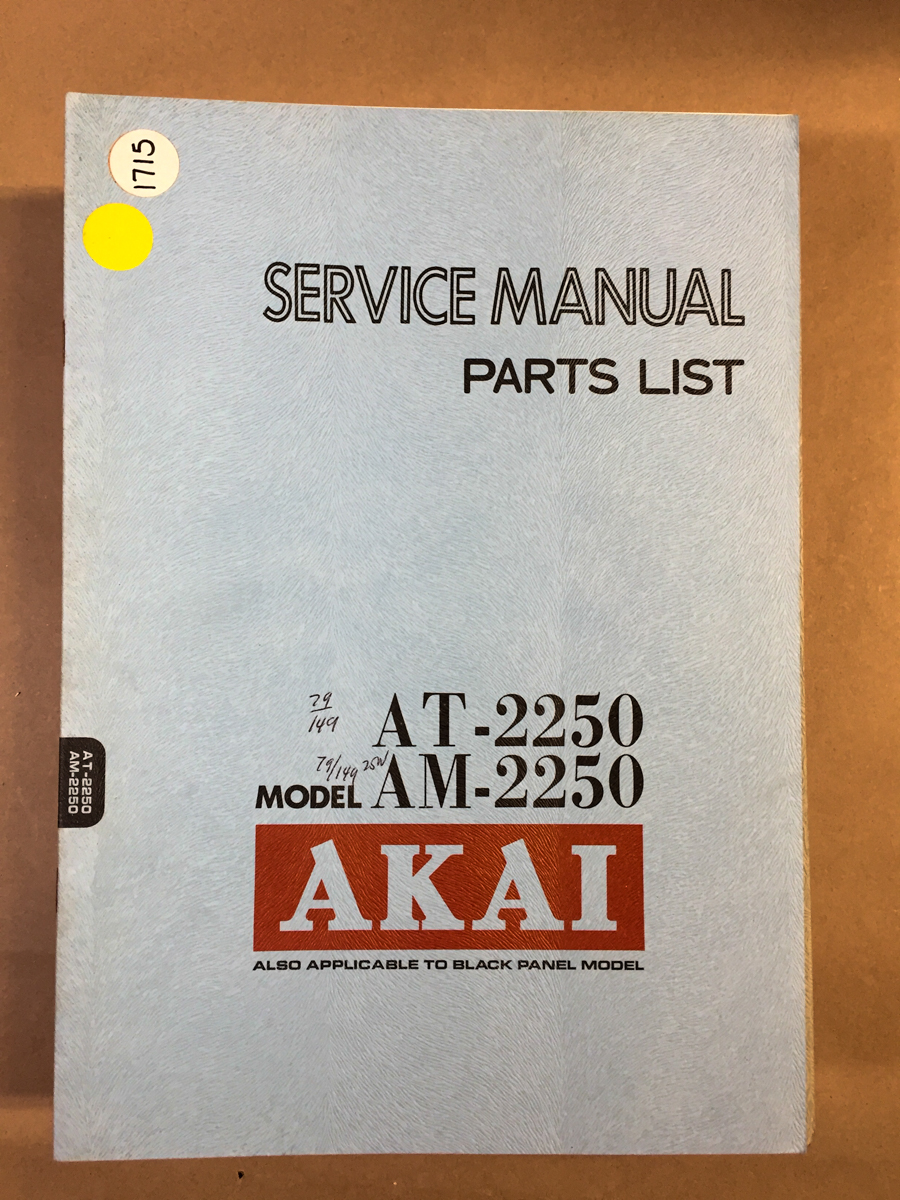 1715
SERVICE MANUAL
PARTS LIST
79
149
AT-2250
79/149 25W
MODEL AM-2250
AT-2250
AM-2250
AKAI
ALSO APPLICABLE TO BLACK PANEL MODEL